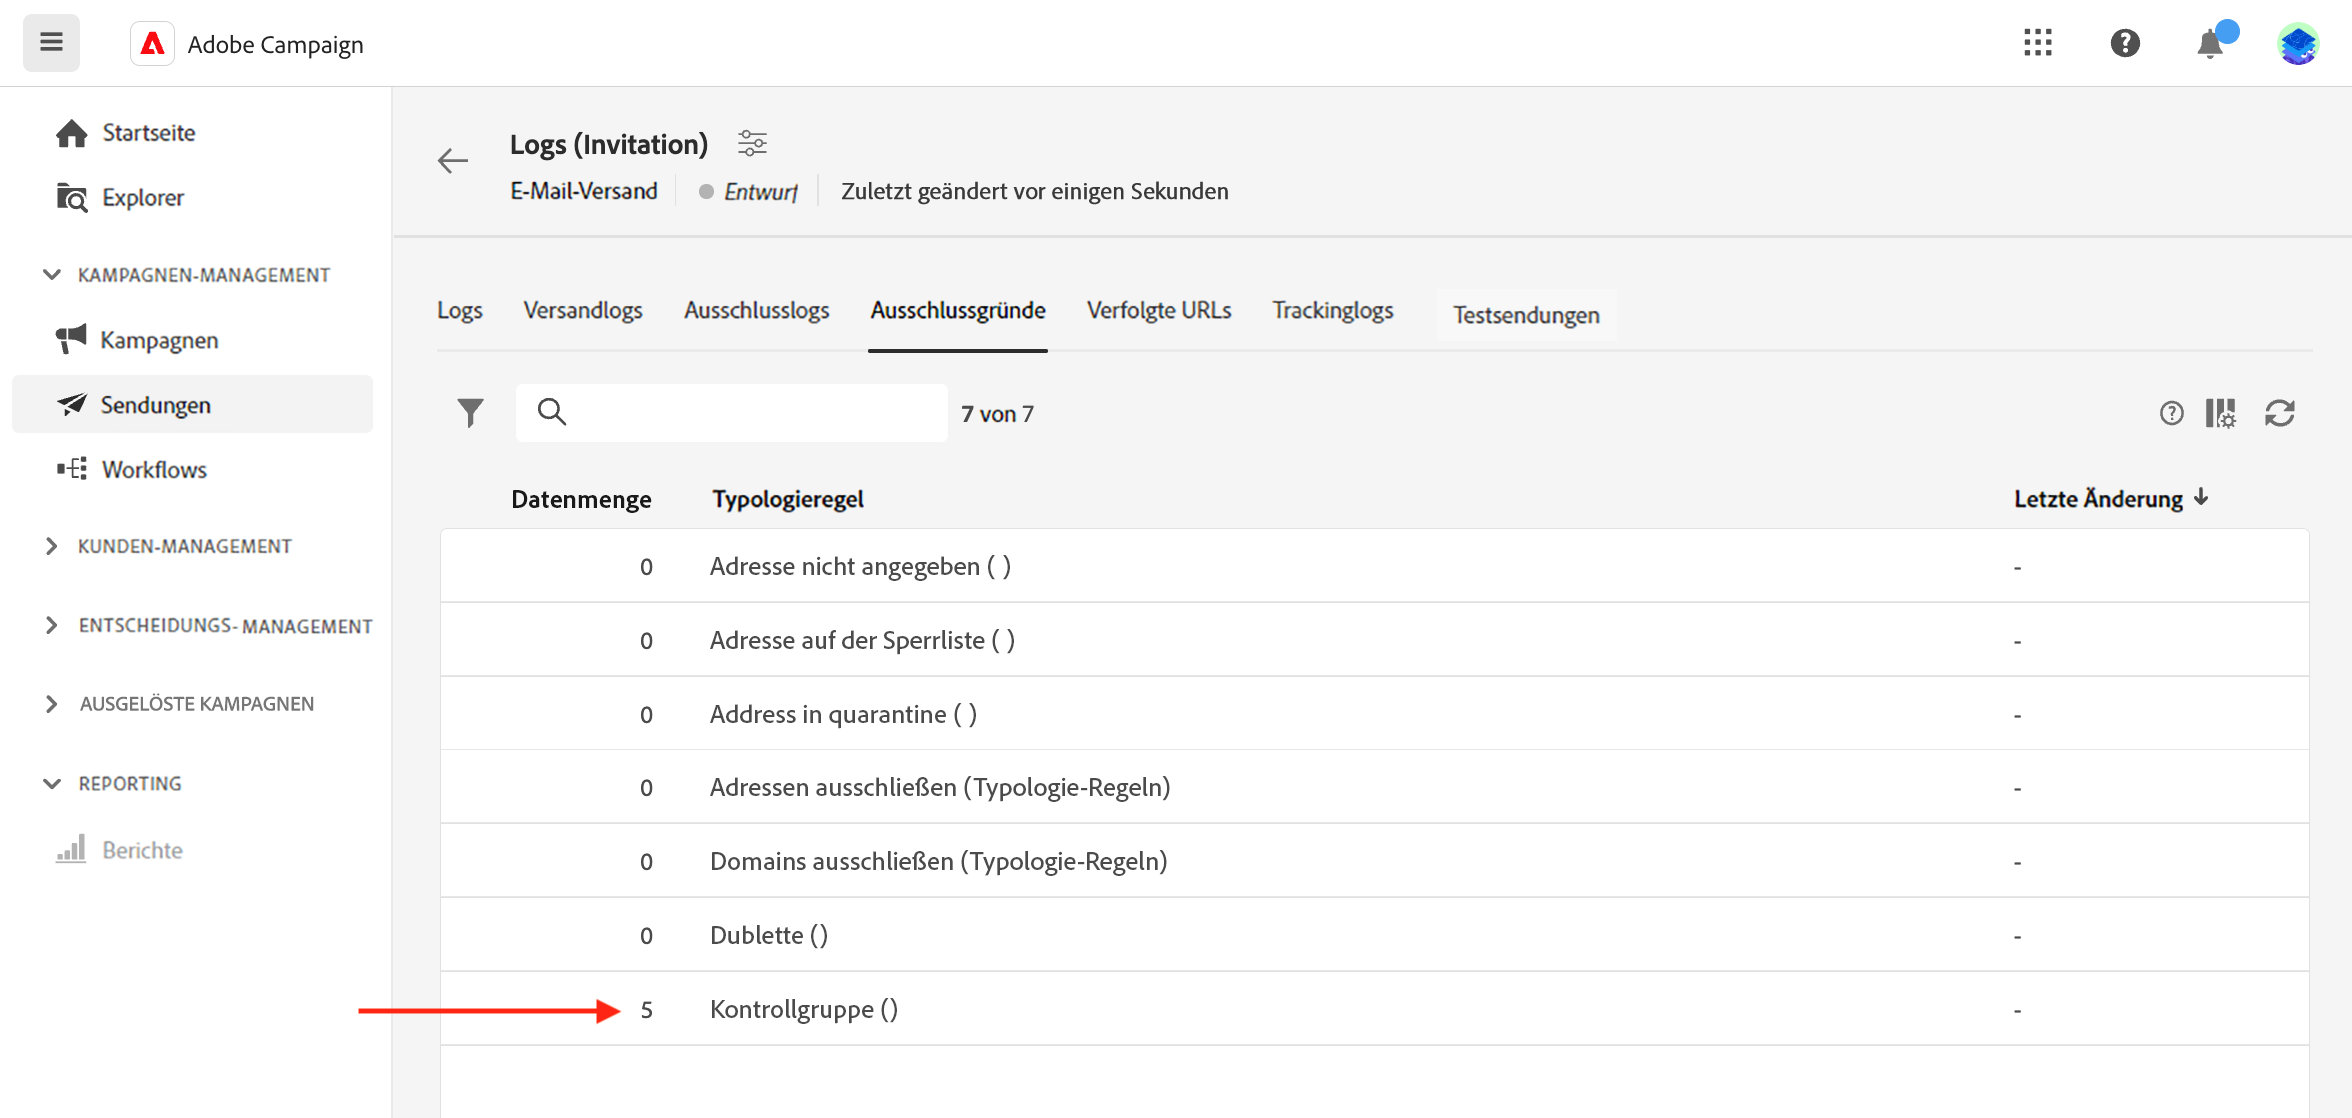 Adobe Campaign
Startseite
Explorer
KAMPAGNEN-MANAGEMENT
Kampagnen
Sendungen
Workflows
KUNDEN-MANAGEMENT
ENTSCHEIDUNGS-MANAGEMENT
AUSGELÖSTE KAMPAGNEN
REPORTING
Berichte
Logs (Invitation)
E-Mail-Versand Entwurf Zuletzt geändert vor einigen Sekunden
Logs Versandlogs Ausschlusslogs Ausschlussgründe Verfolgte URLs Trackinglogs Testsendungen
7 von 7
Datenmenge Typologieregel Letzte Änderung
0 Adresse nicht angegeben ( ) -
0 Adresse auf der Sperrliste ( ) -
0 Address in quarantine ( ) -
0 Adressen ausschließen (Typologie-Regeln) -
0 Domains ausschließen (Typologie-Regeln) -
0 Dublette () -
5 Kontrollgruppe () -